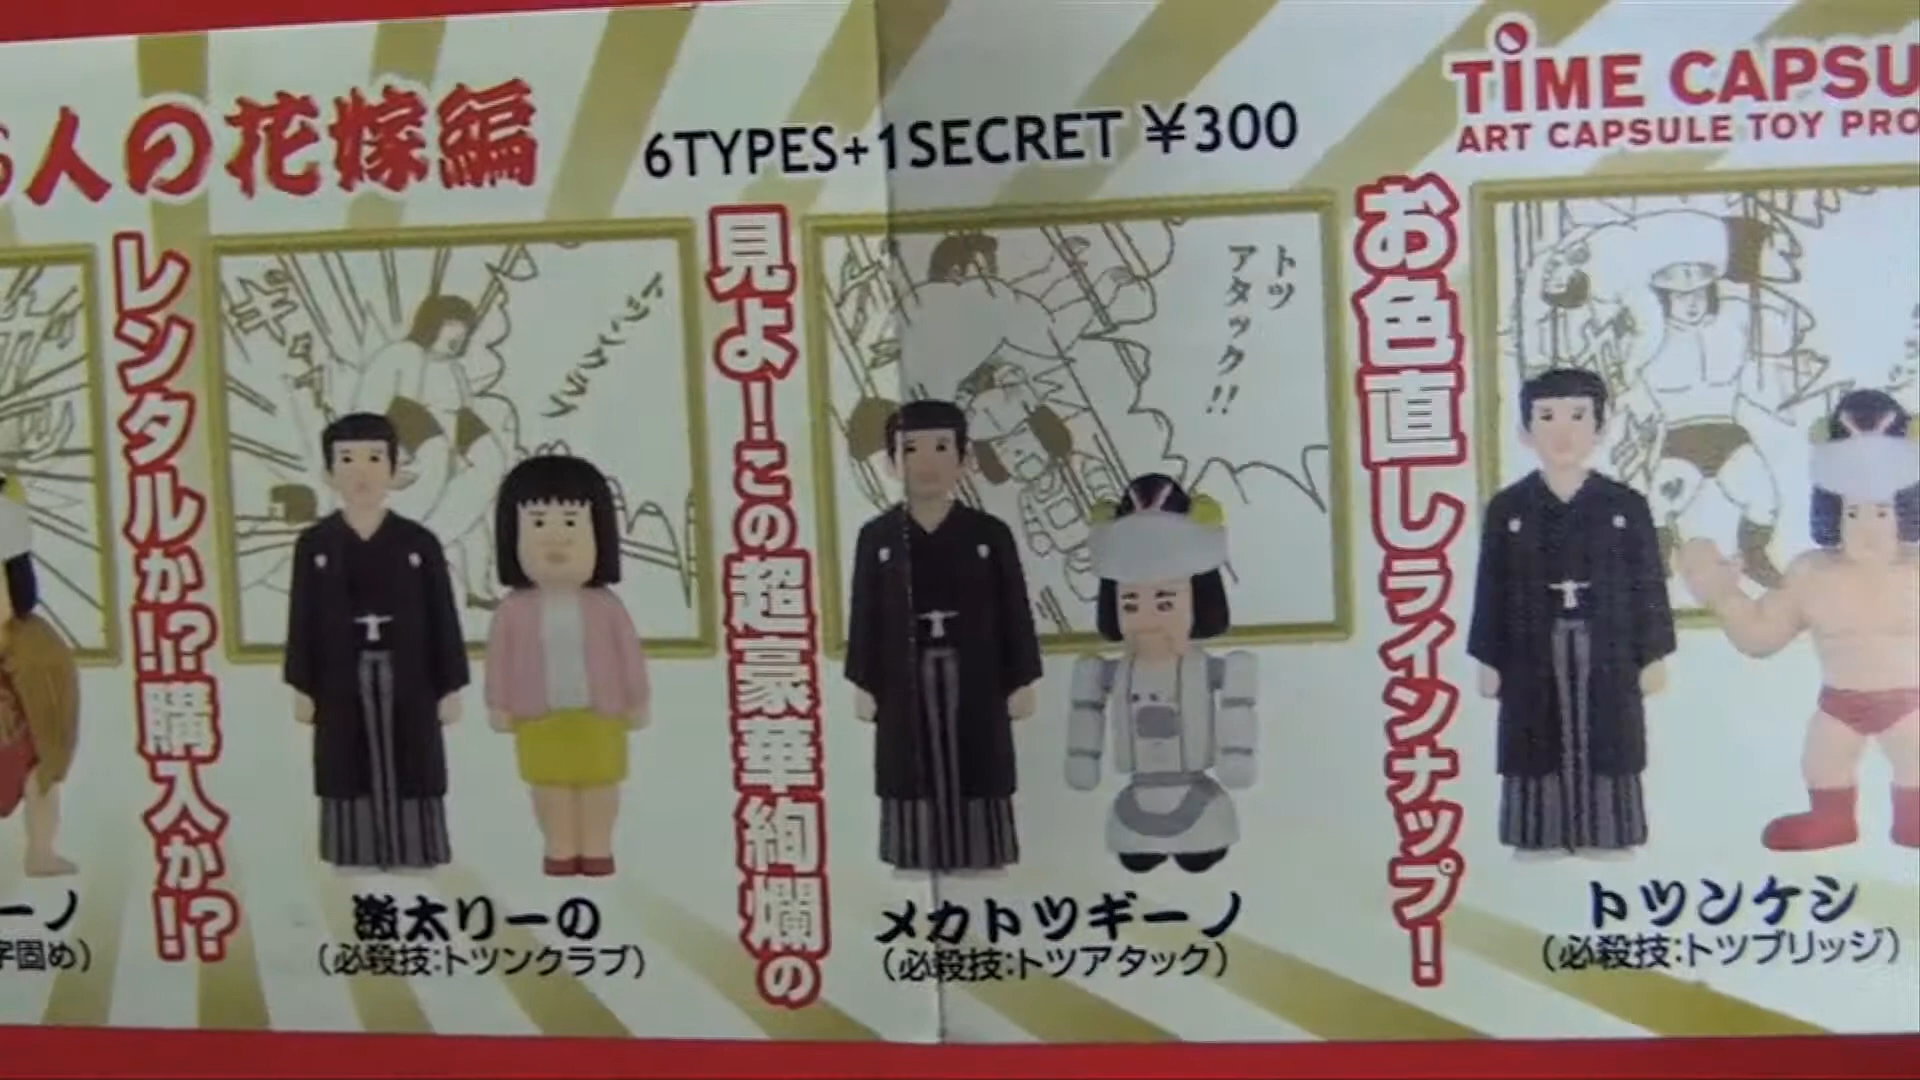 6人の花嫁編
6TYPES+1SECRET ¥300
TiME CAPSU
ART CAPSULE TOY PRO
レンタルか!?購入か!?
ギ
トツンクラブ
見よ!この超豪華絢爛の
トツ
アタック!!
お色直しラインナップ!
ーノ
字固め)
激太りーの
(必殺技:トツンクラブ)
メカトツギーノ
(必殺技:トツアタック)
トツンケシ
(必殺技:トツブリッジ)